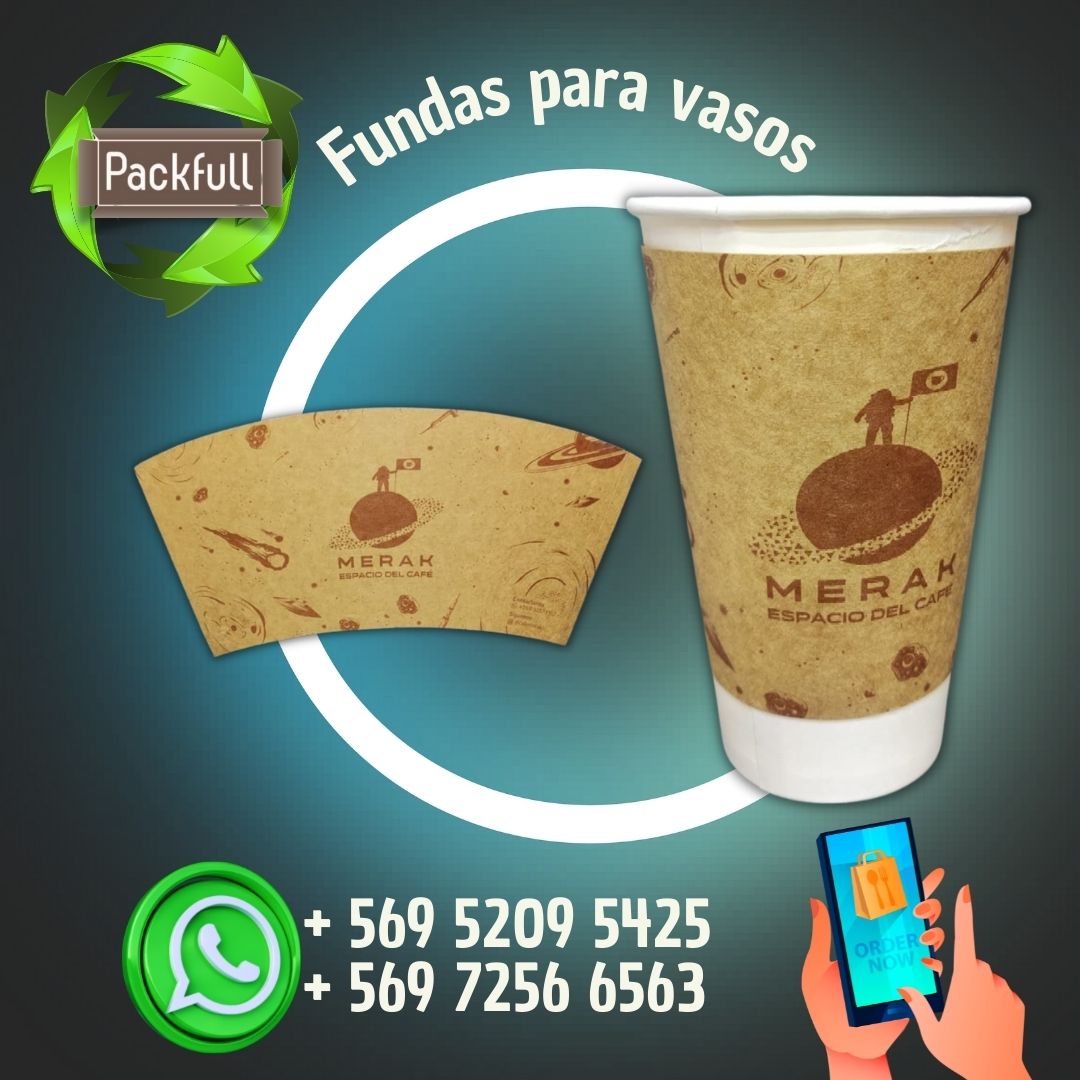 Packfull
Fundas para vasos
MERAK
ESPACIO DEL CAFÉ
MERAK
ESPACIO DEL CAFÉ
+ 569 5209 5425
+ 569 7256 6563
ORDER
NOW